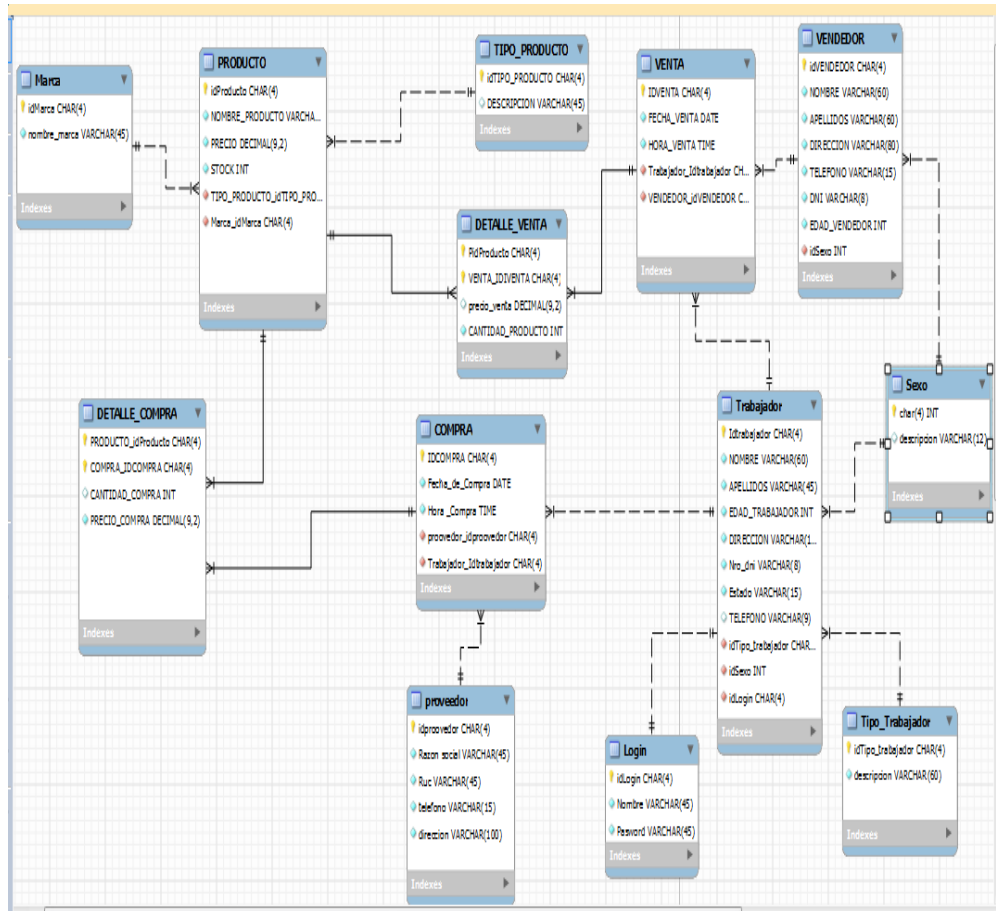 Marca
idMarca CHAR(4)
nombre_marca VARCHAR(45)
Indexes
PRODUCTO
idProducto CHAR(4)
NOMBRE_PRODUCTO VARCHA...
PRECIO DECIMAL(9,2)
STOCK INT
TIPO_PRODUCTO_idTIPO_PRO...
Marca_idMarca CHAR(4)
Indexes
TIPO_PRODUCTO
idTIPO_PRODUCTO CHAR(4)
DESCRIPCION VARCHAR(45)
Indexes
VENTA
IDVENTA CHAR(4)
FECHA_VENTA DATE
HORA_VENTA TIME
Trabajador_Idtrabajador CH...
VENDEDOR_idVENDEDOR C...
Indexes
VENDEDOR
idVENDEDOR CHAR(4)
NOMBRE VARCHAR(60)
APELLIDOS VARCHAR(60)
DIRECCION VARCHAR(80)
TELEFONO VARCHAR(15)
DNI VARCHAR(8)
EDAD_VENDEDOR INT
idSexo INT
Indexes
DETALLE_VENTA
PidProducto CHAR(4)
VENTA_IDIVENTA CHAR(4)
precio_venta DECIMAL(9,2)
CANTIDAD_PRODUCTO INT
Indexes
DETALLE_COMPRA
PRODUCTO_idProducto CHAR(4)
COMPRA_IDCOMPRA CHAR(4)
CANTIDAD_COMPRA INT
PRECIO_COMPRA DECIMAL(9,2)
Indexes
COMPRA
IDCOMPRA CHAR(4)
Fecha_de_Compra DATE
Hora _Compra TIME
proovedor_idproovedor CHAR(4)
Trabajador_Idtrabajador CHAR(4)
Indexes
Trabajador
Idtrabajador CHAR(4)
NOMBRE VARCHAR(60)
APELLIDOS VARCHAR(45)
EDAD_TRABAJADOR INT
DIRECCION VARCHAR(1...
Nro_dni VARCHAR(8)
Estado VARCHAR(15)
TELEFONO VARCHAR(9)
idTipo_trabajador CHAR...
idSexo INT
idLogin CHAR(4)
Indexes
Sexo
char(4) INT
descripcion VARCHAR(12)
Indexes
proveedor
idproovedor CHAR(4)
Razon social VARCHAR(45)
Ruc VARCHAR(45)
telefono VARCHAR(15)
direccion VARCHAR(100)
Indexes
Login
idLogin CHAR(4)
Nombre VARCHAR(45)
Pasword VARCHAR(45)
Indexes
Tipo_Trabajador
idTipo_trabajador CHAR(4)
descripcion VARCHAR(60)
Indexes